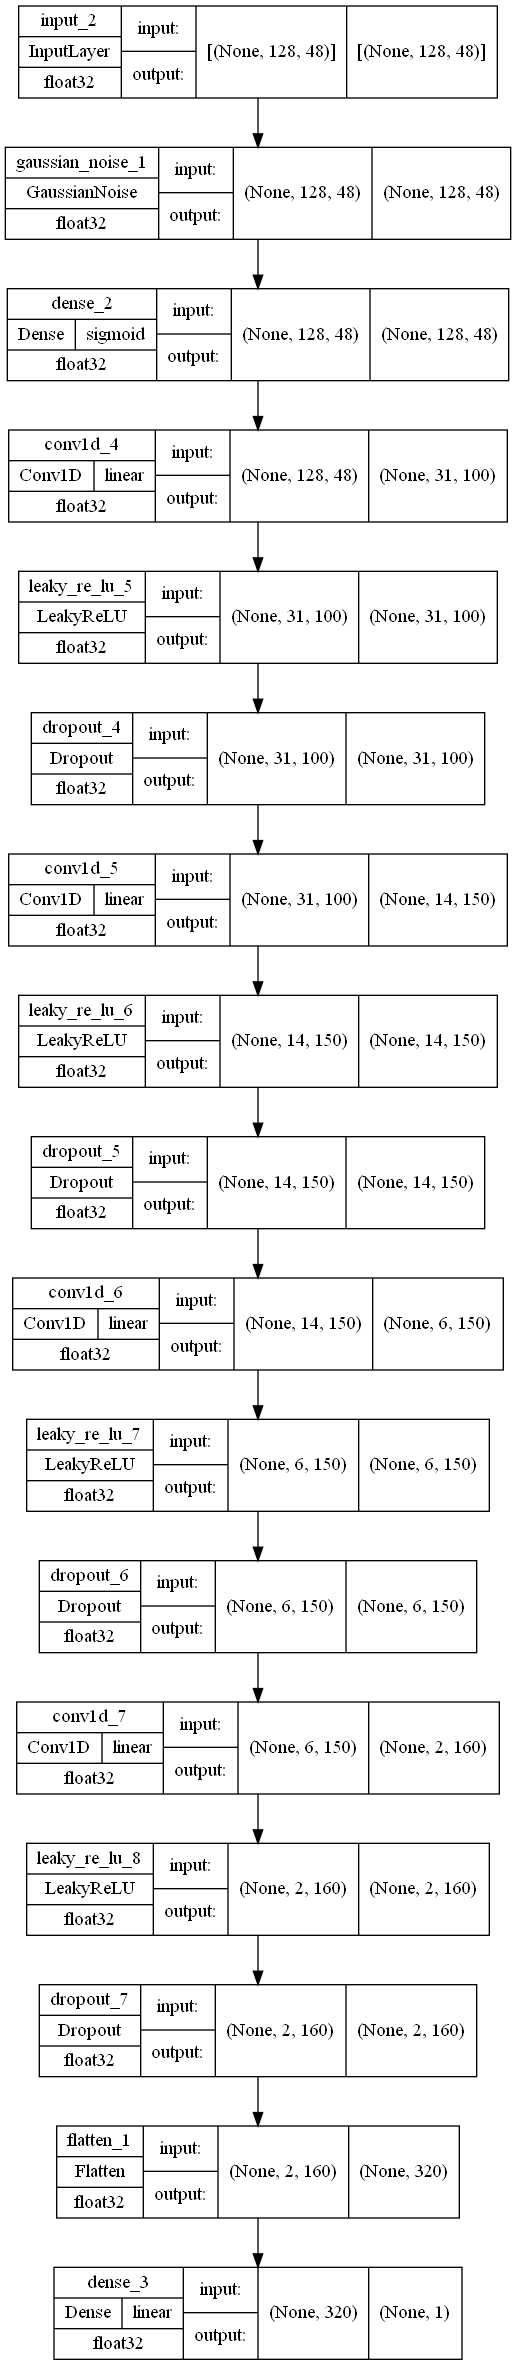 input_2
InputLayer
float32
input:
output:
[(None, 128, 48)]
[(None, 128, 48)]
gaussian_noise_1
GaussianNoise
float32
input:
output:
(None, 128, 48)
(None, 128, 48)
dense_2
Dense
sigmoid
float32
input:
output:
(None, 128, 48)
(None, 128, 48)
conv1d_4
Conv1D
linear
float32
input:
output:
(None, 128, 48)
(None, 31, 100)
leaky_re_lu_5
LeakyReLU
float32
input:
output:
(None, 31, 100)
(None, 31, 100)
dropout_4
Dropout
float32
input:
output:
(None, 31, 100)
(None, 31, 100)
conv1d_5
Conv1D
linear
float32
input:
output:
(None, 31, 100)
(None, 14, 150)
leaky_re_lu_6
LeakyReLU
float32
input:
output:
(None, 14, 150)
(None, 14, 150)
dropout_5
Dropout
float32
input:
output:
(None, 14, 150)
(None, 14, 150)
conv1d_6
Conv1D
linear
float32
input:
output:
(None, 14, 150)
(None, 6, 150)
leaky_re_lu_7
LeakyReLU
float32
input:
output:
(None, 6, 150)
(None, 6, 150)
dropout_6
Dropout
float32
input:
output:
(None, 6, 150)
(None, 6, 150)
conv1d_7
Conv1D
linear
float32
input:
output:
(None, 6, 150)
(None, 2, 160)
leaky_re_lu_8
LeakyReLU
float32
input:
output:
(None, 2, 160)
(None, 2, 160)
dropout_7
Dropout
float32
input:
output:
(None, 2, 160)
(None, 2, 160)
flatten_1
Flatten
float32
input:
output:
(None, 2, 160)
(None, 320)
dense_3
Dense
linear
float32
input:
output:
(None, 320)
(None, 1)